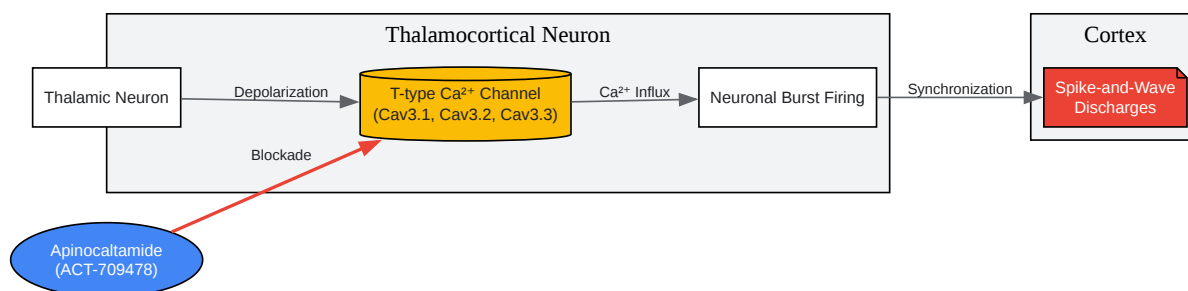 Thalamocortical Neuron
Cortex
Thalamic Neuron
Depolarization
T-type Ca²⁺ Channel
(Cav3.1, Cav3.2, Cav3.3)
Ca²⁺ Influx
Neuronal Burst Firing
Synchronization
Spike-and-Wave
Discharges
Blockade
Apinocaltamide
(ACT-709478)